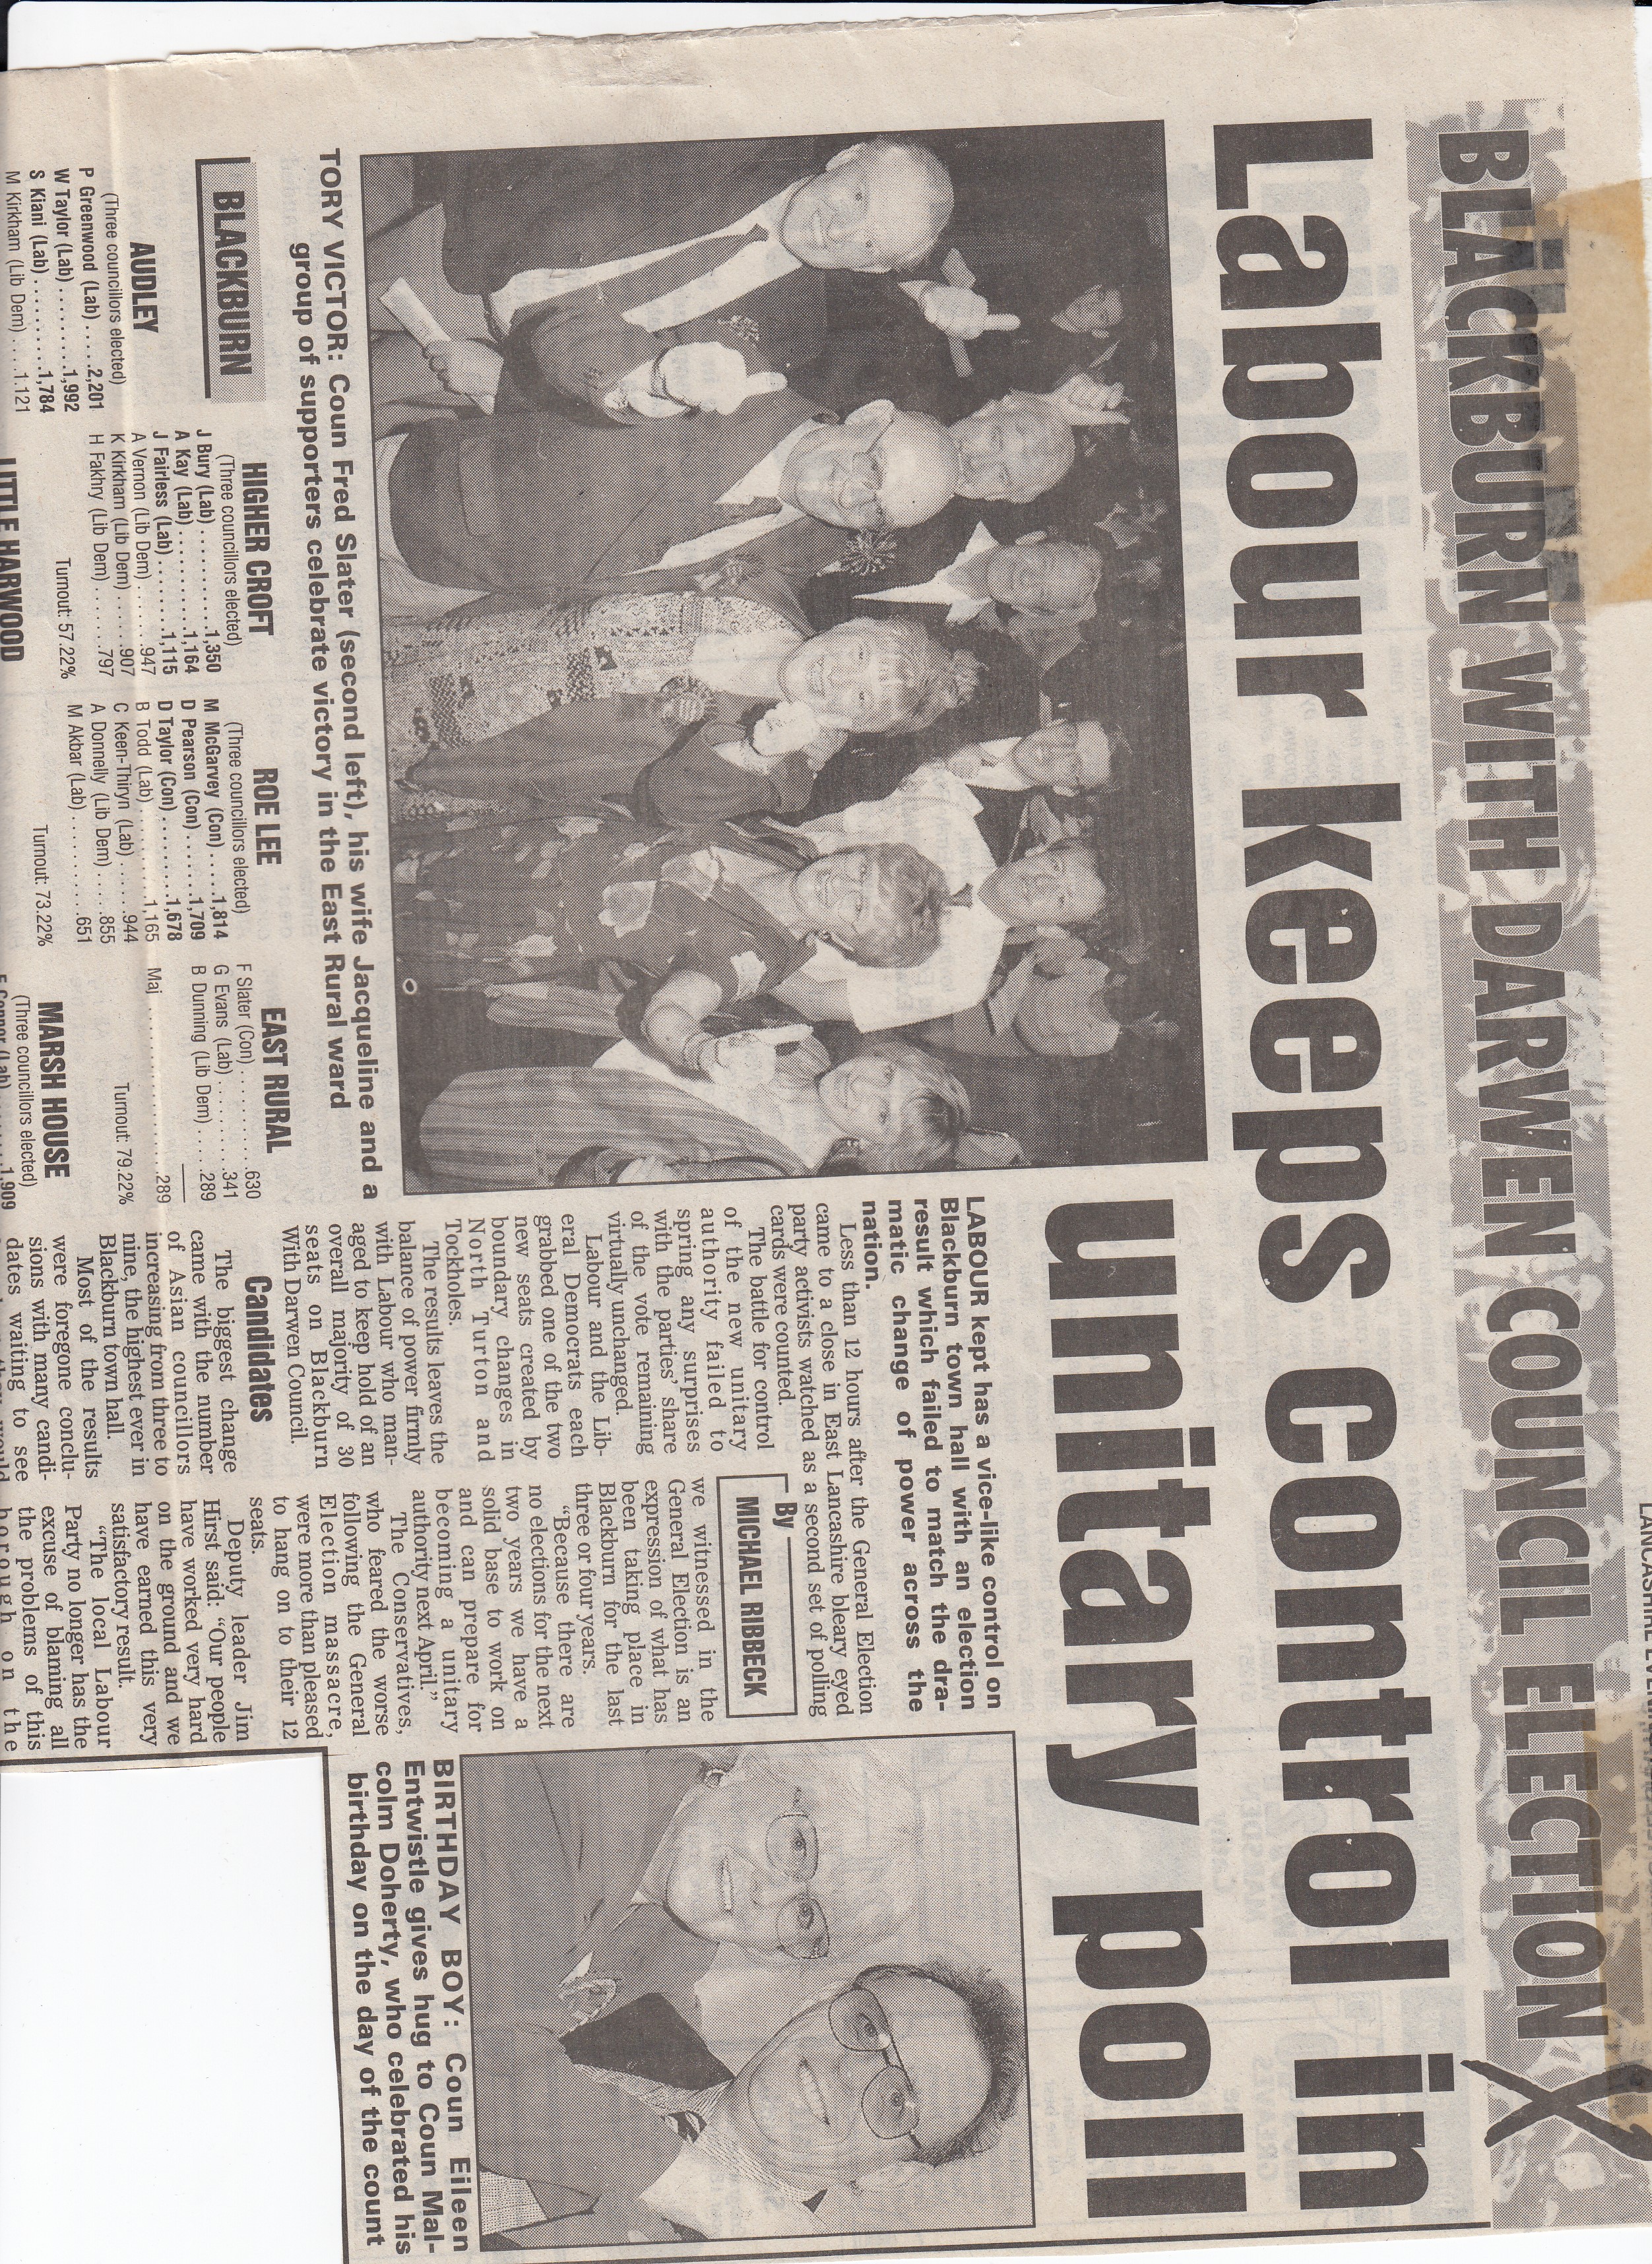 BLACKBURN WITH DARWEN COUNCIL ELECTION X
Labour keeps control in
unitary poll
TORY VICTOR: Coun Fred Slater (second left), his wife Jacqueline and a
group of supporters celebrate victory in the East Rural ward
LABOUR kept has a vice-like control on
Blackburn town hall with an election
result which failed to match the dra-
matic change of power across the
nation.
Less than 12 hours after the General Election
came to a close in East Lancashire bleary eyed
party activists watched as a second set of polling
cards were counted.
The battle for control
of the new unitary
authority failed to
spring any surprises
with the parties' share
of the vote remaining
virtually unchanged.
Labour and the Lib-
eral Democrats each
grabbed one of the two
new seats created by
boundary changes in
North Turton and
Tockholes.
The results leaves the
balance of power firmly
with Labour who man-
aged to keep hold of an
overall majority of 30
seats on Blackburn
With Darwen Council.
Candidates
The biggest change
came with the number
of Asian councillors
increasing from three to
nine, the highest ever in
Blackburn town hall.
Most of the results
were foregone conclu-
sions with many candi-
dates waiting to see
By
MICHAEL RIBBECK
we witnessed in the
General Election is an
expression of what has
been taking place in
Blackburn for the last
three or four years.
"Because there are
no elections for the next
two years we have a
solid base to work on
and can prepare for
becoming a unitary
authority next April."
The Conservatives,
who feared the worse
following the General
Election massacre,
were more than pleased
to hang on to their 12
seats.
Deputy leader Jim
Hirst said: "Our people
have worked very hard
on the ground and we
have earned this very
satisfactory result.
"The local Labour
Party no longer has the
excuse of blaming all
the problems of this
borough on the
BIRTHDAY BOY: Coun Eileen
Entwistle gives hug to Coun Mal-
colm Doherty, who celebrated his
birthday on the day of the count
BLACKBURN
AUDLEY
(Three councillors elected)
P Greenwood (Lab) ....2,201
W Taylor (Lab) .........1,992
S Kiani (Lab) ..........1,784
M Kirkham (Lib Dem) ....1,121
HIGHER CROFT
(Three councillors elected)
J Bury (Lab) ..........1,350
A Kay (Lab) ...........1,164
J Fairless (Lab) .......1,115
A Vernon (Lib Dem) .......947
K Kirkham (Lib Dem) ......907
H Fakhry (Lib Dem) .......797
Turnout: 57.22%
LITTLE HARWOOD
ROE LEE
(Three councillors elected)
M McGarvey (Con) ....1,814
D Pearson (Con) ......1,709
D Taylor (Con) ........1,678
B Todd (Lab) ..........1,165
C Keen-Thiryn (Lab) .....944
A Donnelly (Lib Dem) ....855
M Akbar (Lab) ..........651
Turnout: 73.22%
EAST RURAL
F Slater (Con) ..........630
G Evans (Lab) ..........341
B Dunning (Lib Dem) .....289
Maj ....................289
Turnout: 79.22%
MARSH HOUSE
(Three councillors elected)